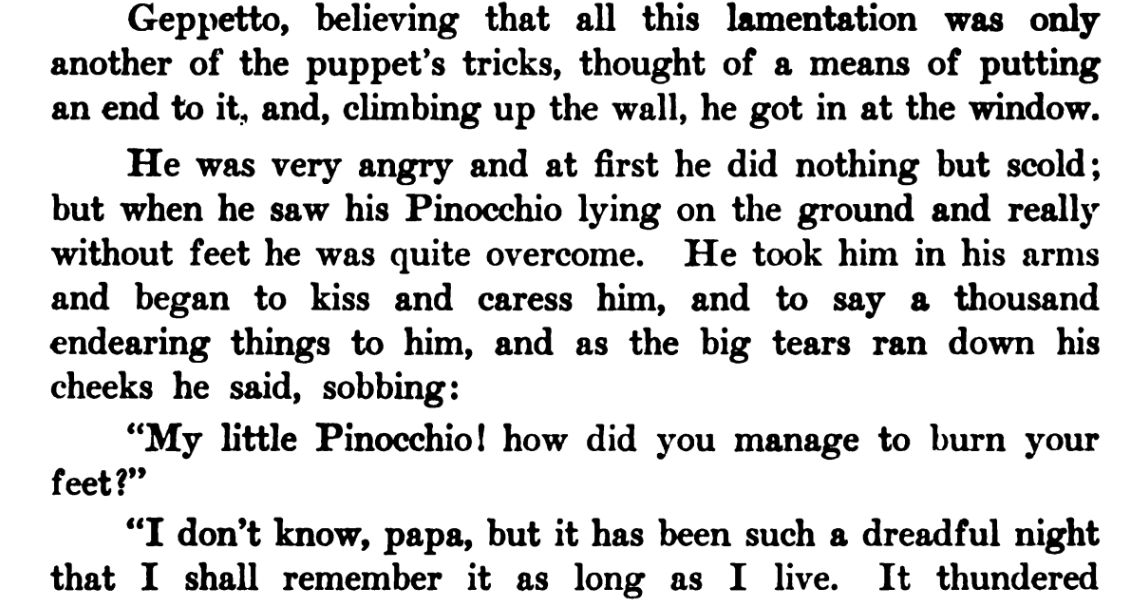 Geppetto, believing that all this lamentation was only
another of the puppet's tricks, thought of a means of putting
an end to it, and, climbing up the wall, he got in at the window.
He was very angry and at first he did nothing but scold;
but when he saw his Pinocchio lying on the ground and really
without feet he was quite overcome. He took him in his arms
and began to kiss and caress him, and to say a thousand
endearing things to him, and as the big tears ran down his
cheeks he said, sobbing:
"My little Pinocchio! how did you manage to burn your
feet?"
"I don't know, papa, but it has been such a dreadful night
that I shall remember it as long as I live. It thundered